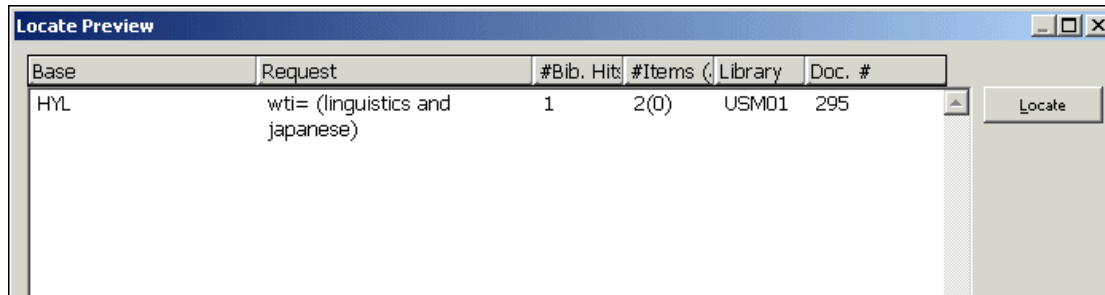 Locate Preview
Base Request #Bib. Hits #Items (. Library Doc. #
HYL wti= (linguistics and 1 2(0) USM01 295
japanese)
Locate